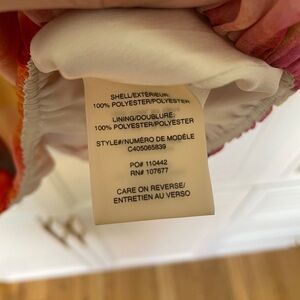 SHELL/EXTÉRIEUR:
100% POLYESTER/POLYESTER
LINING/DOUBLURE:
100% POLYESTER/POLYESTER
STYLE#/NUMÉRO DE MODÈLE
C405065839
PO# 110442
RN# 107677
CARE ON REVERSE/
ENTRETIEN AU VERSO